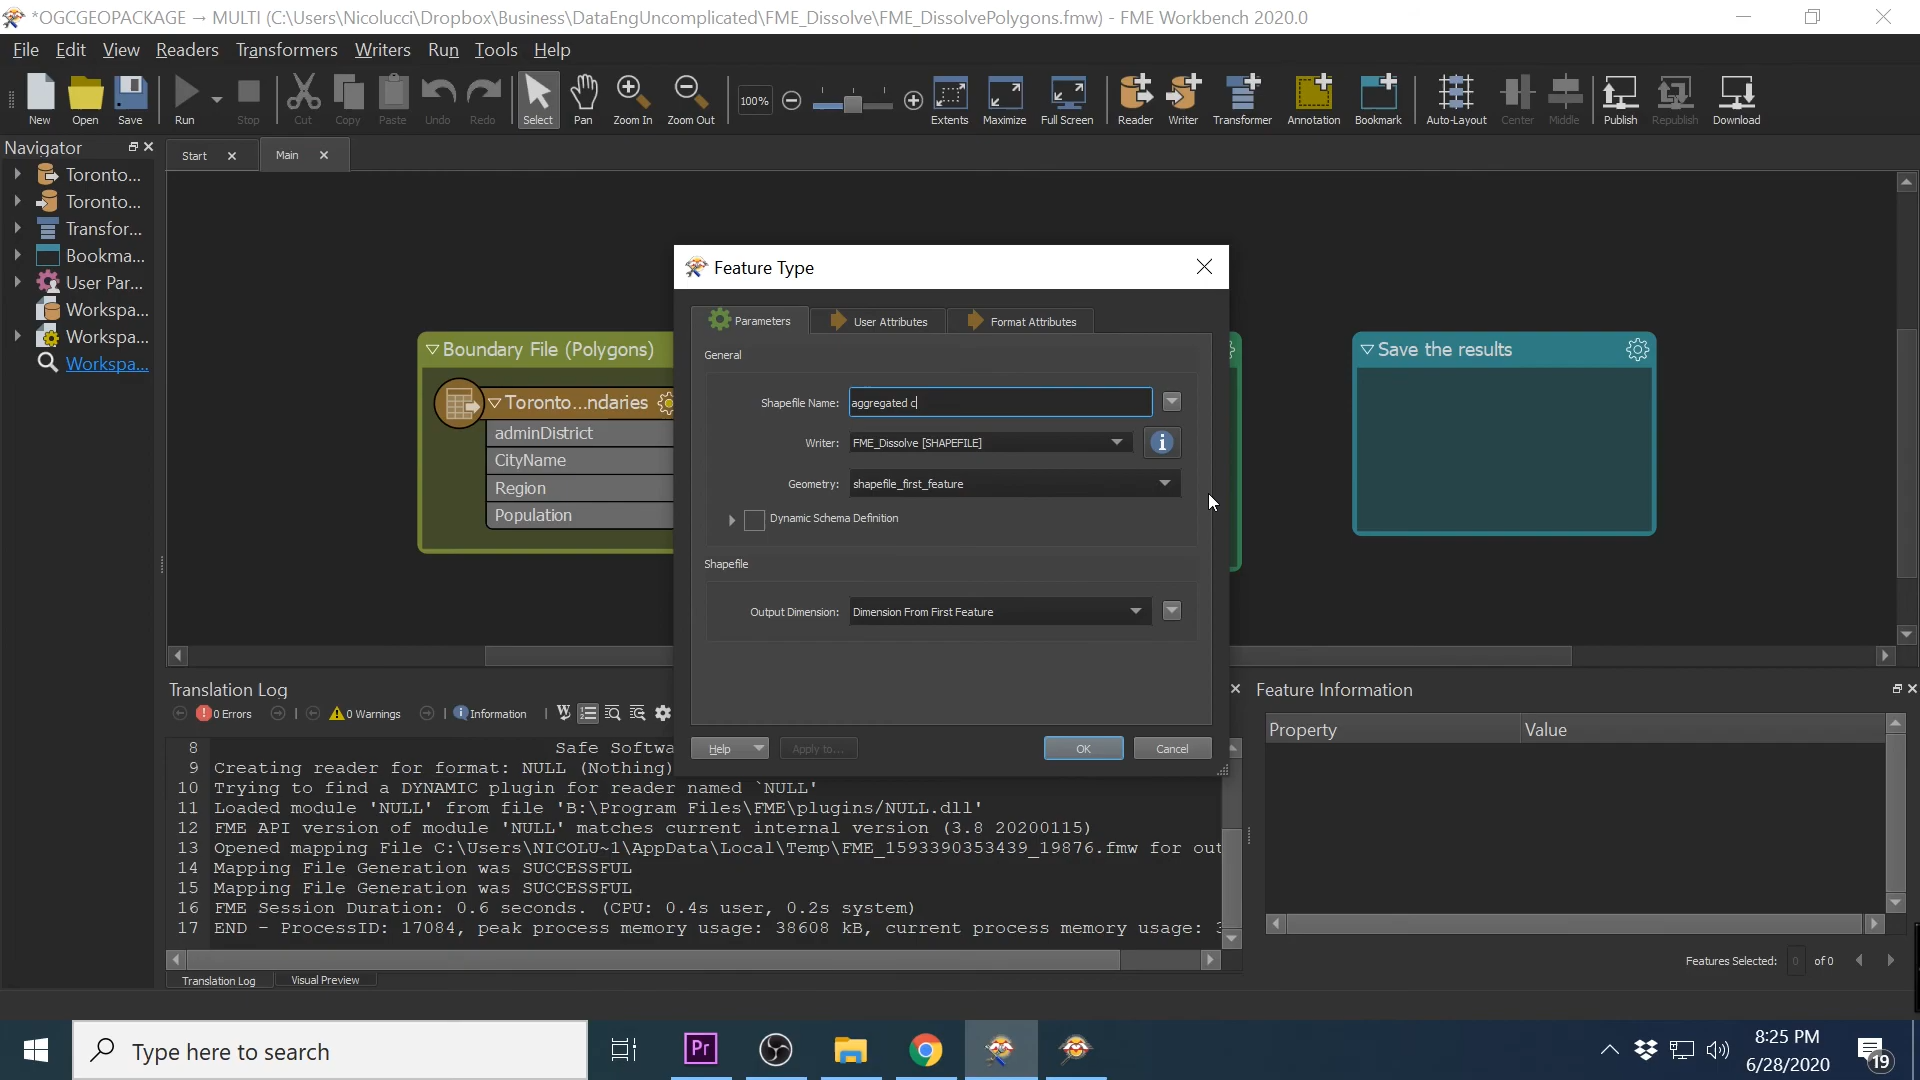 *OGCGEOPACKAGE → MULTI (C:\Users\Nicolucci\Dropbox\Business\DataEngUncomplicated\FME_Dissolve\FME_DissolvePolygons.fmw) - FME Workbench 2020.0
File Edit View Readers Transformers Writers Run Tools Help
100%
New Open Save Run Stop Cut Copy Paste Undo Redo Select Pan Zoom In Zoom Out Extents Maximize Full Screen Reader Writer Transformer Annotation Bookmark Auto-Layout Center Middle Publish Republish Download
Navigator
Start
Main
Toronto...
Toronto...
Transfor...
Bookma...
User Par...
Workspa...
Workspa...
Workspa...
Boundary File (Polygons)
Toronto...ndaries
adminDistrict
CityName
Region
Population
Save the results
Feature Type
Parameters
User Attributes
Format Attributes
General
Shapefile Name: aggregated c
Writer: FME_Dissolve [SHAPEFILE]
Geometry: shapefile_first_feature
Dynamic Schema Definition
Shapefile
Output Dimension: Dimension From First Feature
Help Apply to... OK Cancel
Translation Log
0 Errors 0 Warnings Information
8 Safe Softwa
9 Creating reader for format: NULL (Nothing)
10 Trying to find a DYNAMIC plugin for reader named `NULL'
11 Loaded module 'NULL' from file 'B:\Program Files\FME\plugins/NULL.dll'
12 FME API version of module 'NULL' matches current internal version (3.8 20200115)
13 Opened mapping File C:\Users\NICOLU~1\AppData\Local\Temp\FME_1593390353439_19876.fmw for out
14 Mapping File Generation was SUCCESSFUL
15 Mapping File Generation was SUCCESSFUL
16 FME Session Duration: 0.6 seconds. (CPU: 0.4s user, 0.2s system)
17 END - ProcessID: 17084, peak process memory usage: 38608 kB, current process memory usage: 3
Translation Log Visual Preview
Feature Information
Property Value
Features Selected: 0 of 0
Type here to search
Pr
8:25 PM
6/28/2020
19